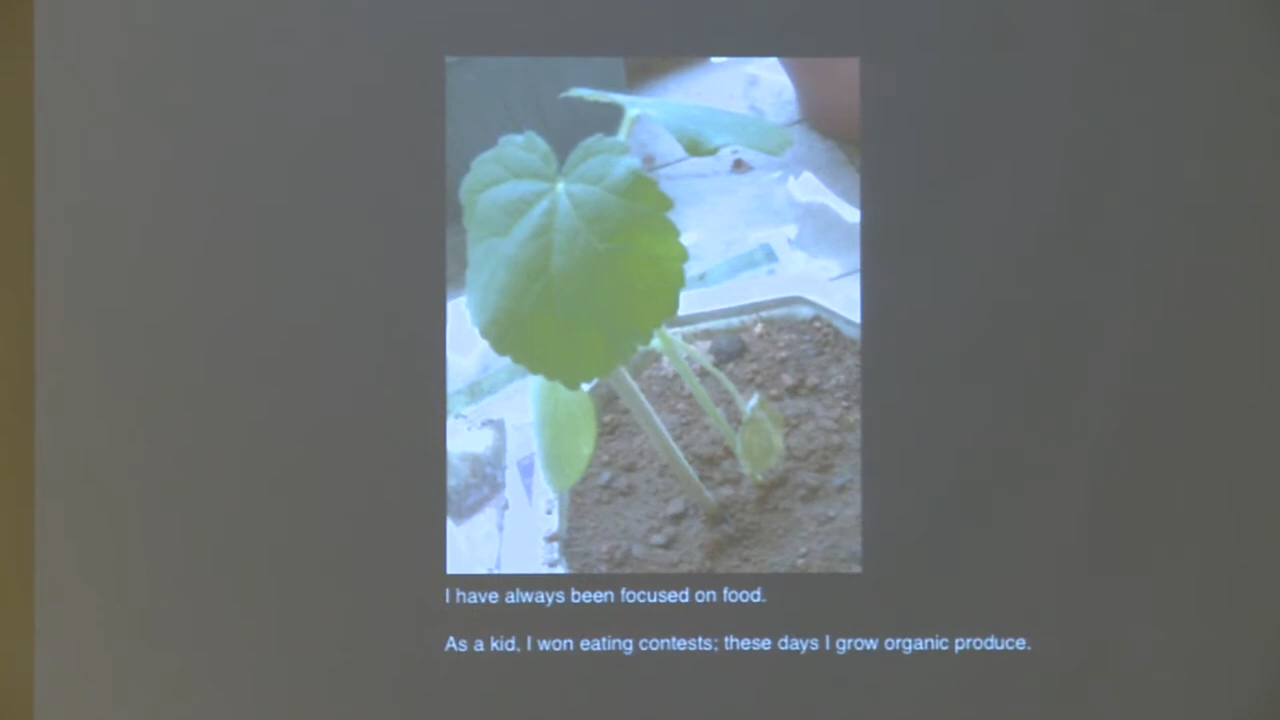 I have always been focused on food.
As a kid, I won eating contests; these days I grow organic produce.